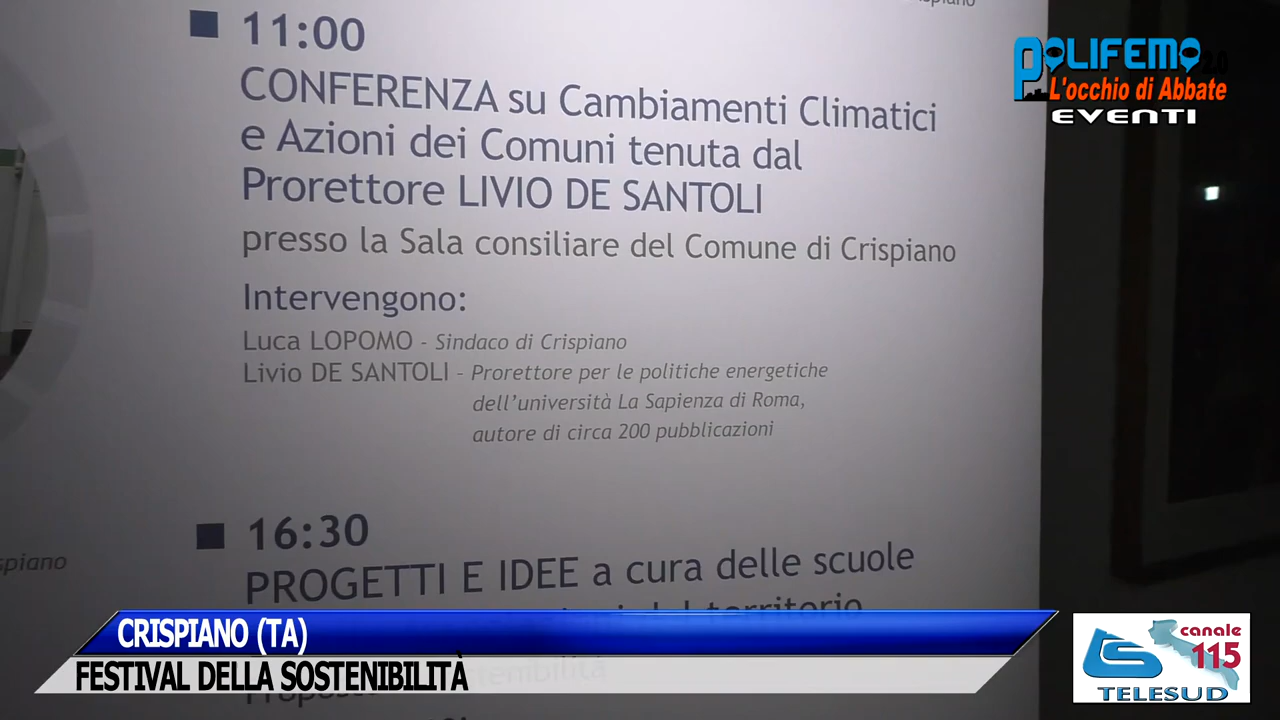 11:00
CONFERENZA su Cambiamenti Climatici
e Azioni dei Comuni tenuta dal
Prorettore LIVIO DE SANTOLI
presso la Sala consiliare del Comune di Crispiano
Intervengono:
Luca LOPOMO - Sindaco di Crispiano
Livio DE SANTOLI - Prorettore per le politiche energetiche
dell'università La Sapienza di Roma,
autore di circa 200 pubblicazioni
16:30
PROGETTI E IDEE a cura delle scuole
del territorio
POLIFEMO 2.0
L'occhio di Abbate
EVENTI
CRISPIANO (TA)
FESTIVAL DELLA SOSTENIBILITÀ
canale
115
TELESUD